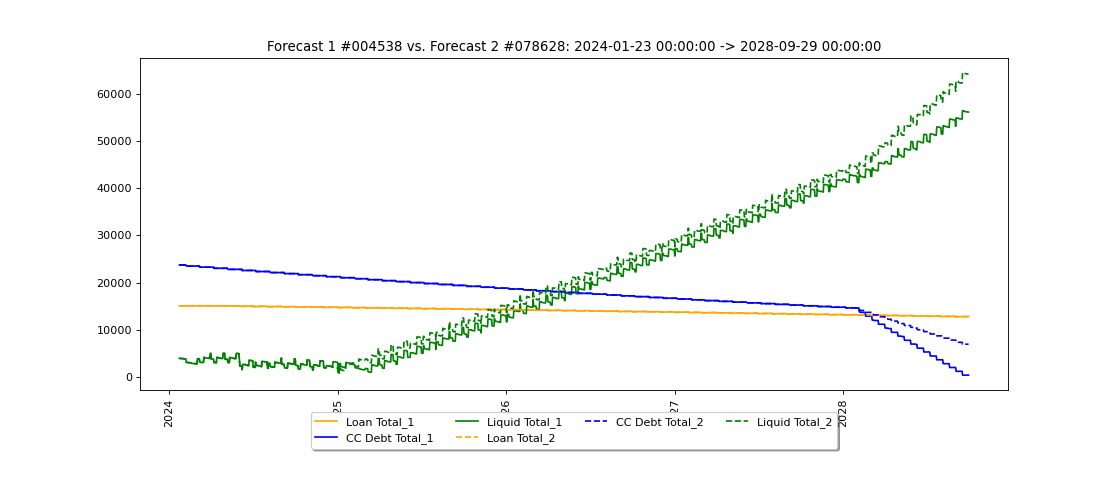 Forecast 1 #004538 vs. Forecast 2 #078628: 2024-01-23 00:00:00 -> 2028-09-29 00:00:00
60000
50000
40000
30000
20000
10000
0
2024
25
26
27
2028
Loan Total_1
Liquid Total_1
CC Debt Total_2
Liquid Total_2
CC Debt Total_1
Loan Total_2